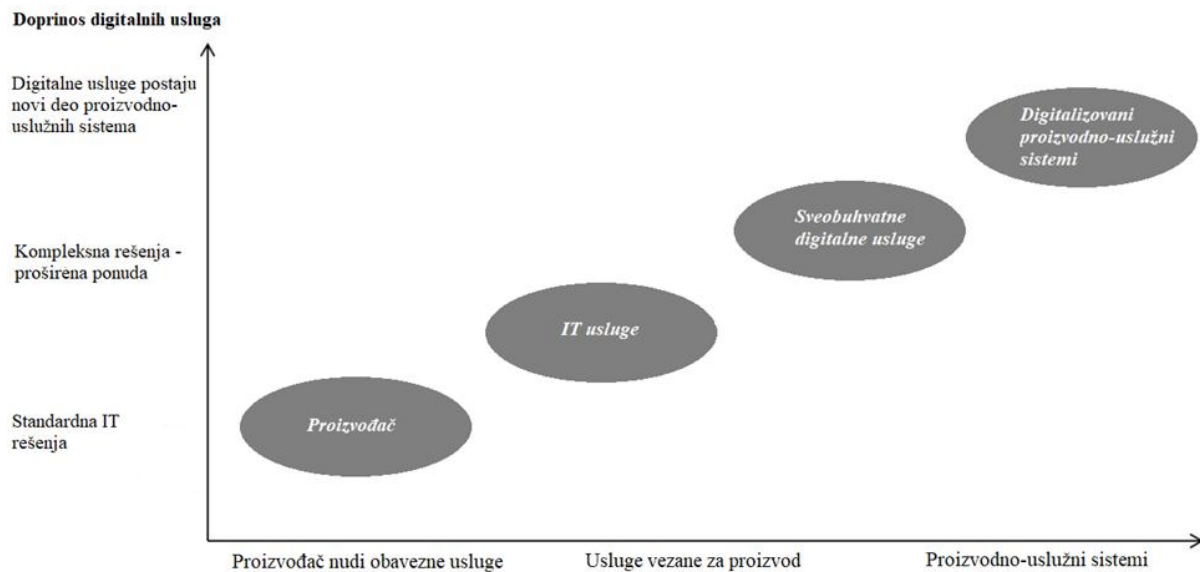 Doprinos digitalnih usluga
Digitalne usluge postaju
novi deo proizvodno-
uslužnih sistema
Digitalizovani
proizvodno-uslužni
sistemi
Sveobuhvatne
digitalne usluge
Kompleksna rešenja -
proširena ponuda
IT usluge
Proizvođač
Standardna IT
rešenja
Proizvođač nudi obavezne usluge
Usluge vezane za proizvod
Proizvodno-uslužni sistemi